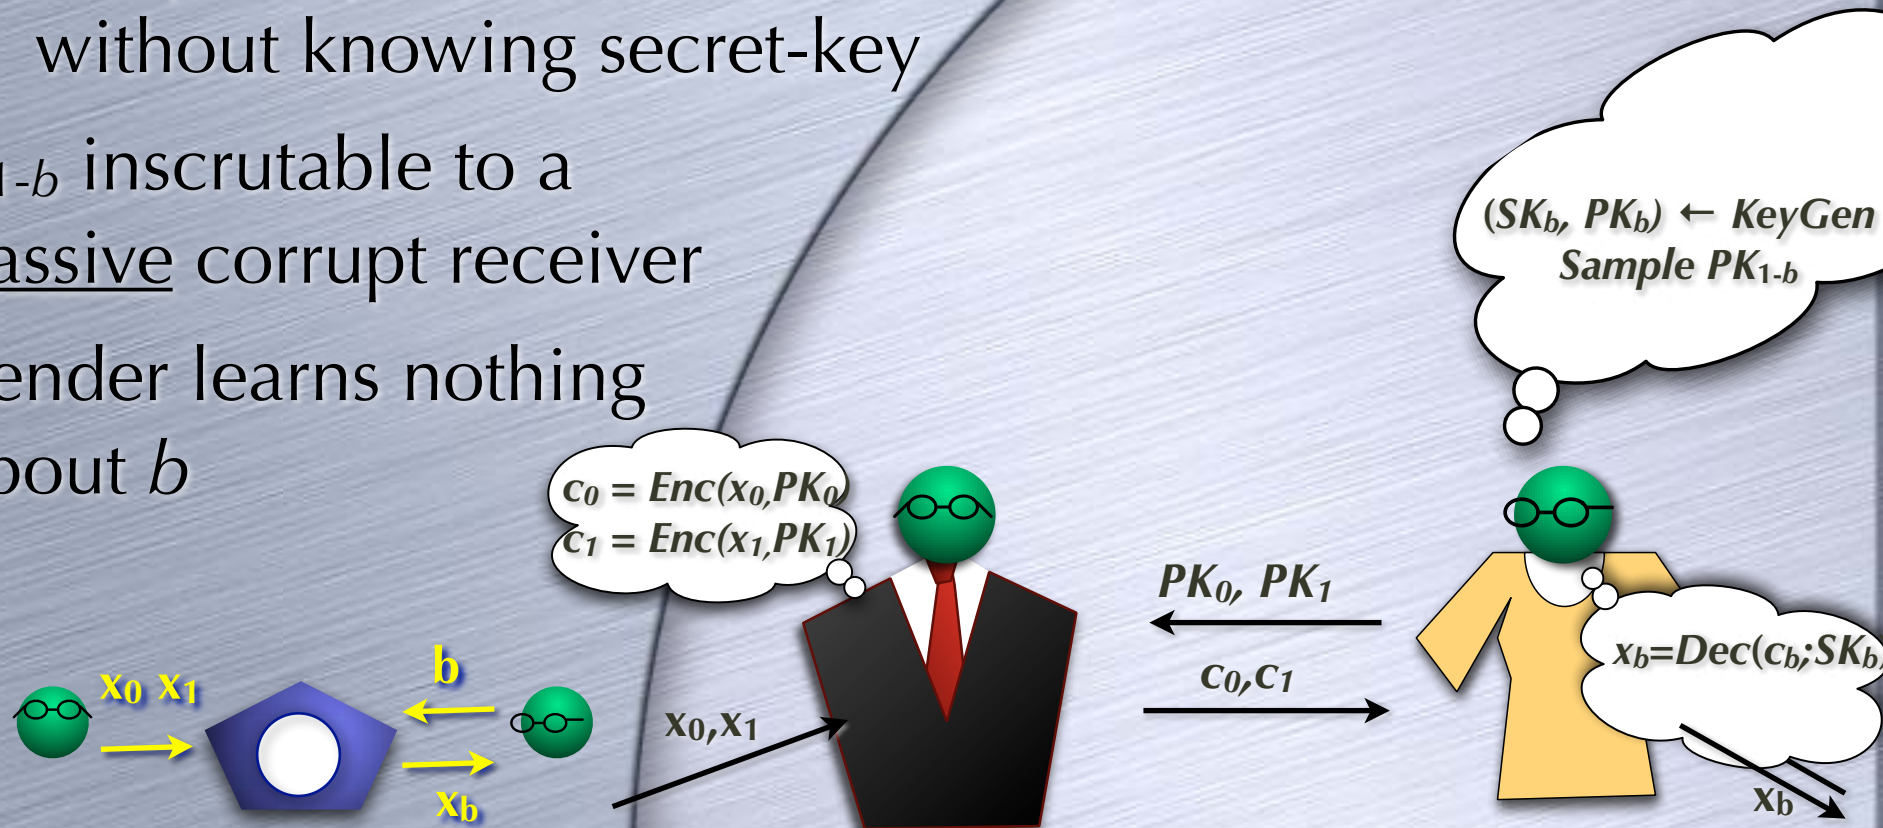 without knowing secret-key
1-b inscrutable to a
assive corrupt receiver
ender learns nothing
bout b
(SKb, PKb) ← KeyGen
Sample PK1-b
c0 = Enc(x0,PK0
c1 = Enc(x1,PK1)
PK0, PK1
c0,c1
xb=Dec(cb;SKb)
x0 x1
b
xb
x0,x1
xb